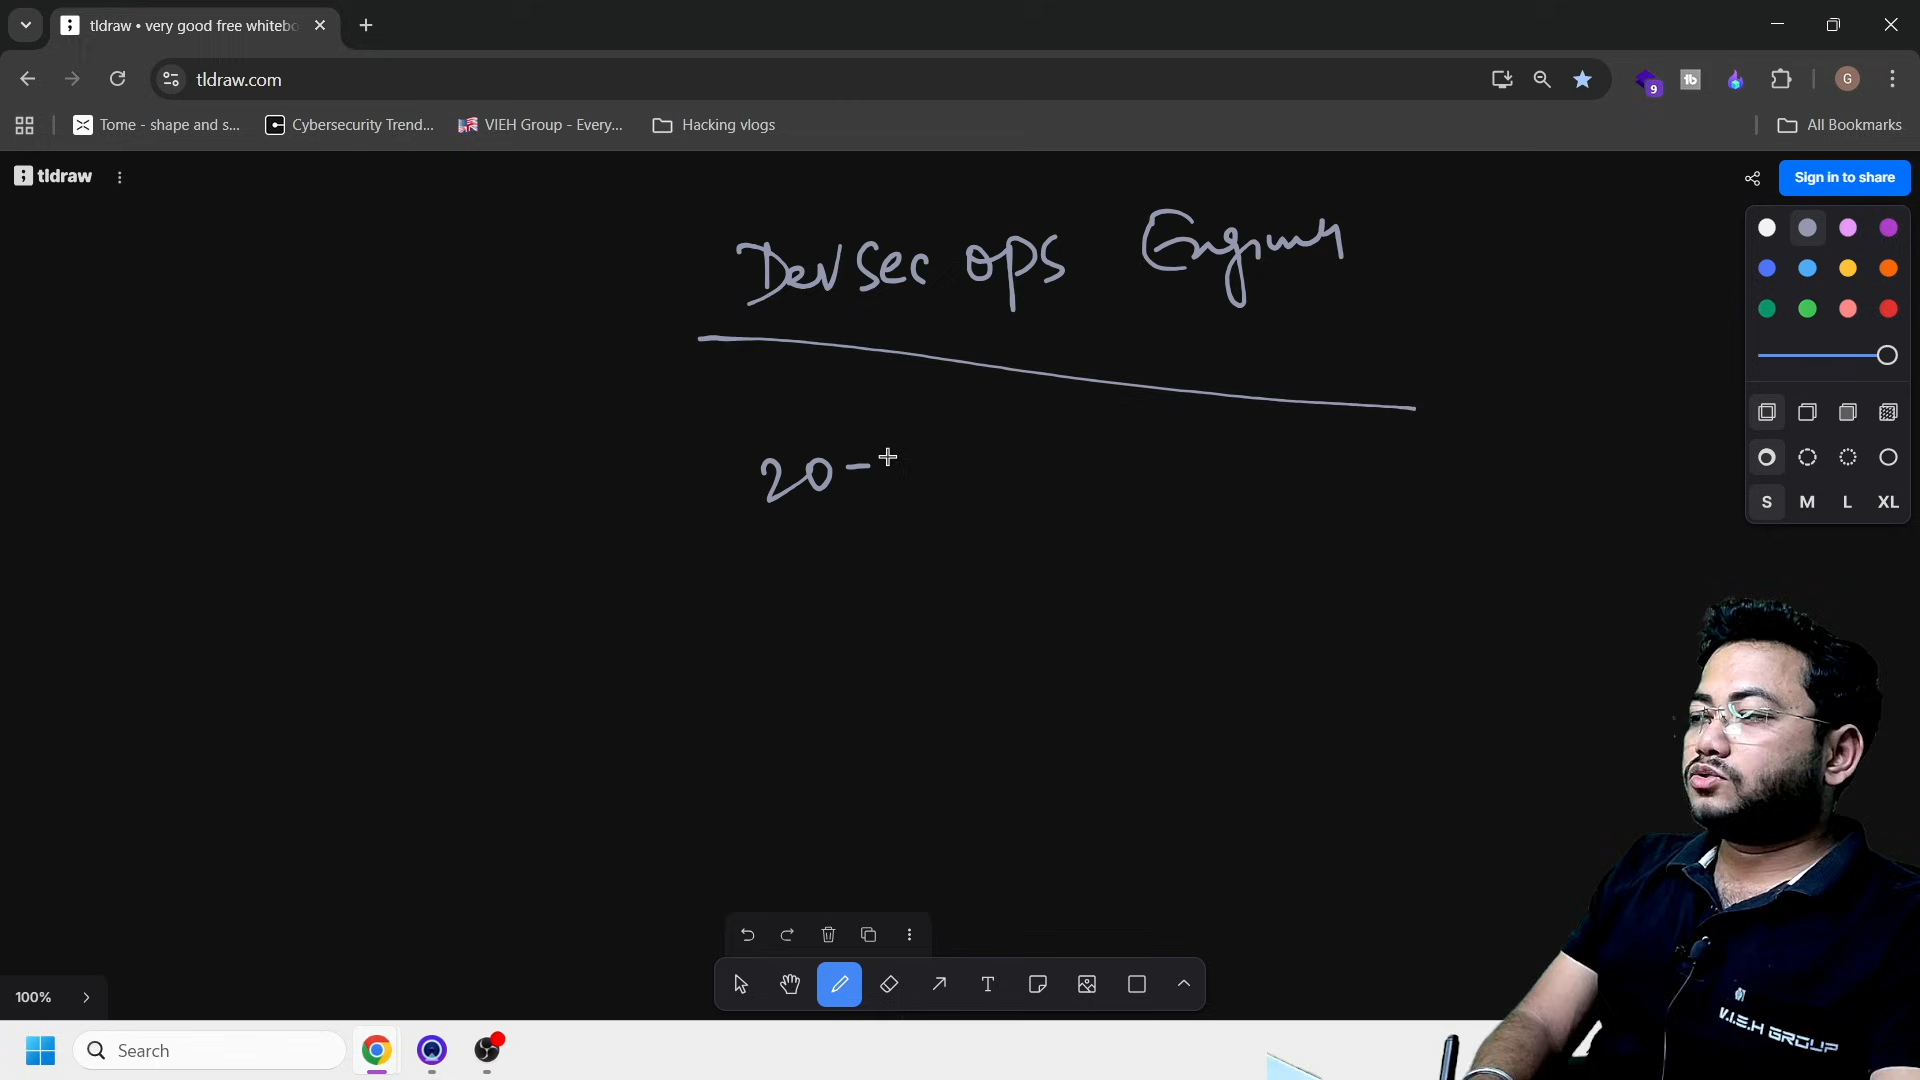 tldraw • very good free whitebo
tldraw.com
9
G
Tome - shape and s...
Cybersecurity Trend...
VIEH Group - Every...
Hacking vlogs
All Bookmarks
tldraw
Sign in to share
DevSec ops
20 -
S M L XL
V.I.E.H GROUP
T
100%
Search